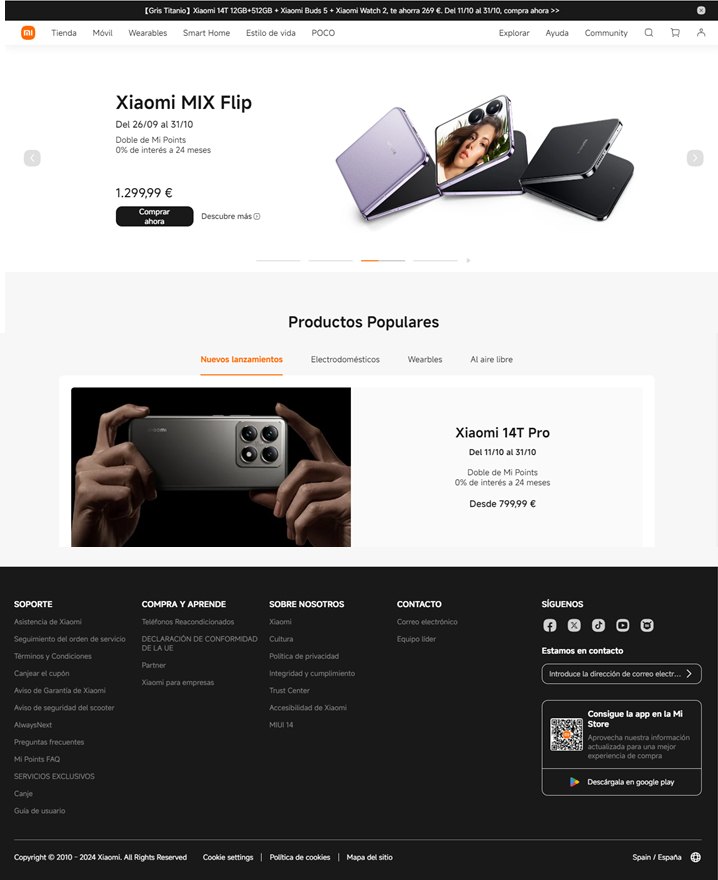 【Gris Titanio】Xiaomi 14T 12GB+512GB + Xiaomi Buds 5 + Xiaomi Watch 2, te ahorra 269 €. Del 11/10 al 31/10, compra ahora >>
Tienda Móvil Wearables Smart Home Estilo de vida POCO Explorar Ayuda Community
Xiaomi MIX Flip
Del 26/09 al 31/10
Doble de Mi Points
0% de interés a 24 meses
1.299,99 €
Comprar
ahora
Descubre más
Productos Populares
Nuevos lanzamientos Electrodomésticos Wearbles Al aire libre
Xiaomi 14T Pro
Del 11/10 al 31/10
Doble de Mi Points
0% de interés a 24 meses
Desde 799,99 €
SOPORTE
Asistencia de Xiaomi
Seguimiento del orden de servicio
Términos y Condiciones
Canjear el cupón
Aviso de Garantía de Xiaomi
Aviso de seguridad del scooter
AlwaysNext
Preguntas frecuentes
Mi Points FAQ
SERVICIOS EXCLUSIVOS
Canje
Guía de usuario
COMPRA Y APRENDE
Teléfonos Reacondicionados
DECLARACIÓN DE CONFORMIDAD
DE LA UE
Partner
Xiaomi para empresas
SOBRE NOSOTROS
Xiaomi
Cultura
Política de privacidad
Integridad y cumplimiento
Trust Center
Accesibilidad de Xiaomi
MIUI 14
CONTACTO
Correo electrónico
Equipo líder
SÍGUENOS
Estamos en contacto
Introduce la dirección de correo electr...
Consigue la app en la Mi
Store
Aprovecha nuestra información
actualizada para una mejor
experiencia de compra
Descárgala en google play
Copyright © 2010 - 2024 Xiaomi. All Rights Reserved Cookie settings | Política de cookies | Mapa del sitio Spain / España